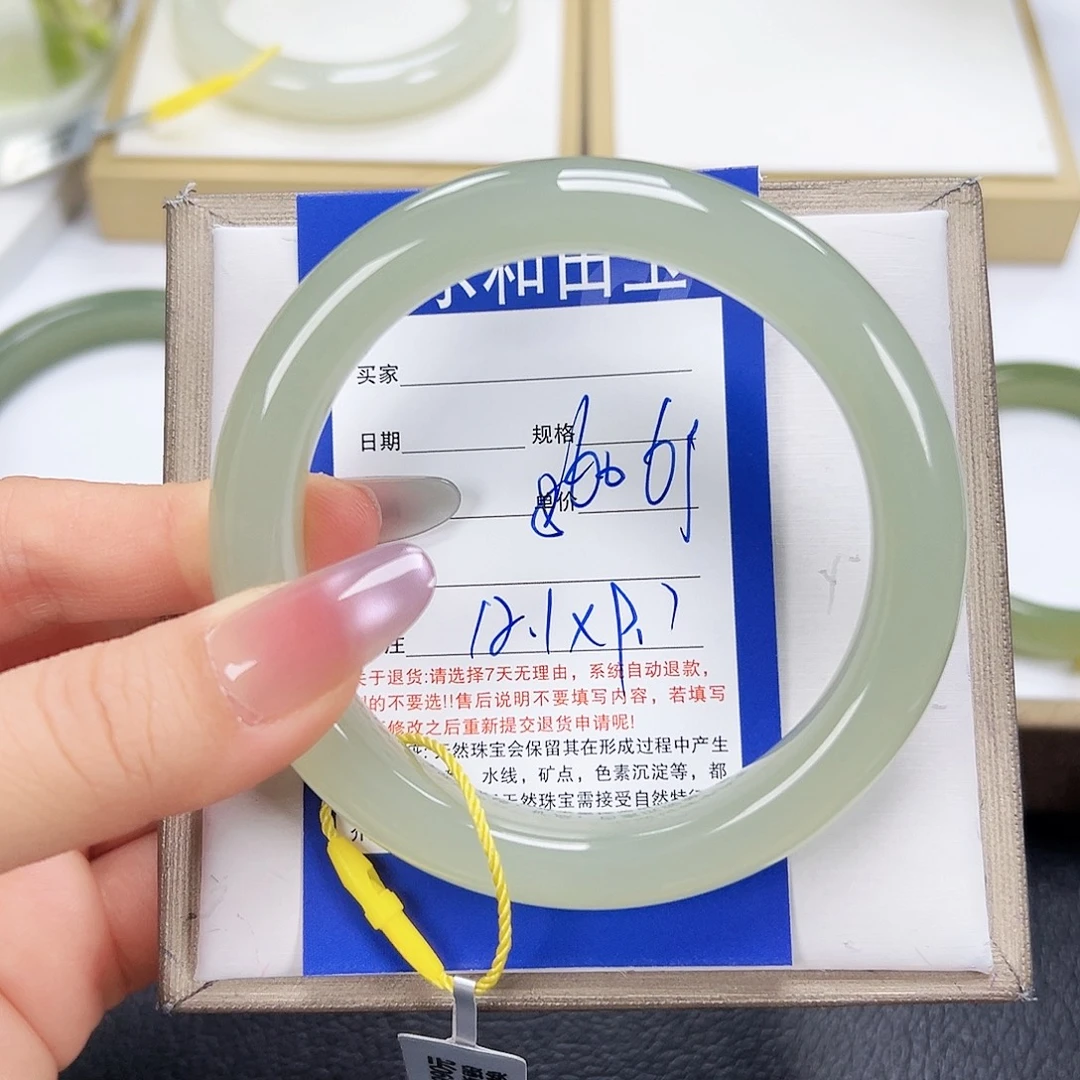 和田玉
买家
日期 规格
单价
12.1×9.7
注
关于退货:请选择7天无理由，系统自动退款，
的不要选!!售后说明不要填写内容，若填写
修改之后重新提交退货申请呢!
天然珠宝会保留其在形成过程中产生
水线，矿点，色素沉淀等，都
天然珠宝需接受自然特